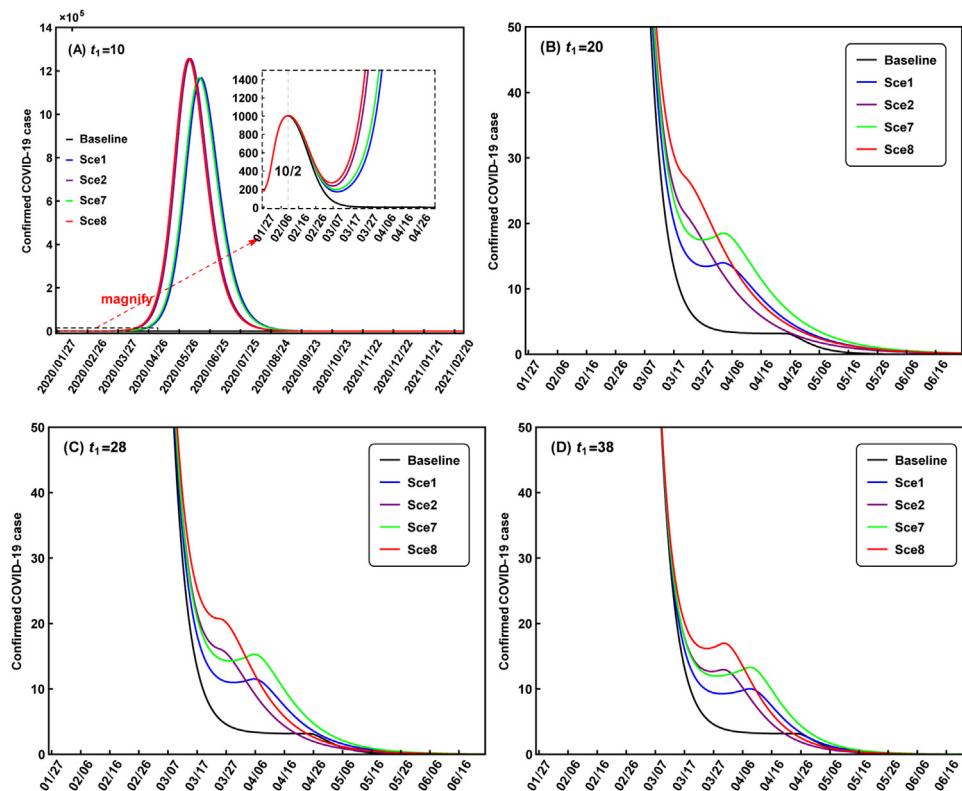 ×10⁵
(A) t₁=10
Confirmed COVID–19 case
14
12
10
8
6
4
2
0
Baseline
Sce1
Sce2
Sce7
Sce8
magnify
1400
1200
1000
800
600
400
200
0
10/2
01/27 02/06 02/16 02/26 03/07 03/17 03/27 04/06 04/16 04/26
2020/01/27 2020/02/26 2020/03/27 2020/04/26 2020/05/26 2020/06/25 2020/07/25 2020/08/24 2020/09/23 2020/10/23 2020/11/22 2020/12/22 2021/01/21 2021/02/20
(B) t₁=20
Confirmed COVID–19 case
50
40
30
20
10
0
Baseline
Sce1
Sce2
Sce7
Sce8
01/27 02/06 02/16 02/26 03/07 03/17 03/27 04/06 04/16 04/26 05/06 05/16 05/26 06/06 06/16
(C) t₁=28
Confirmed COVID–19 case
50
40
30
20
10
0
Baseline
Sce1
Sce2
Sce7
Sce8
01/27 02/06 02/16 02/26 03/07 03/17 03/27 04/06 04/16 04/26 05/06 05/16 05/26 06/06 06/16
(D) t₁=38
Confirmed COVID–19 case
50
40
30
20
10
0
Baseline
Sce1
Sce2
Sce7
Sce8
01/27 02/06 02/16 02/26 03/07 03/17 03/27 04/06 04/16 04/26 05/06 05/16 05/26 06/06 06/16